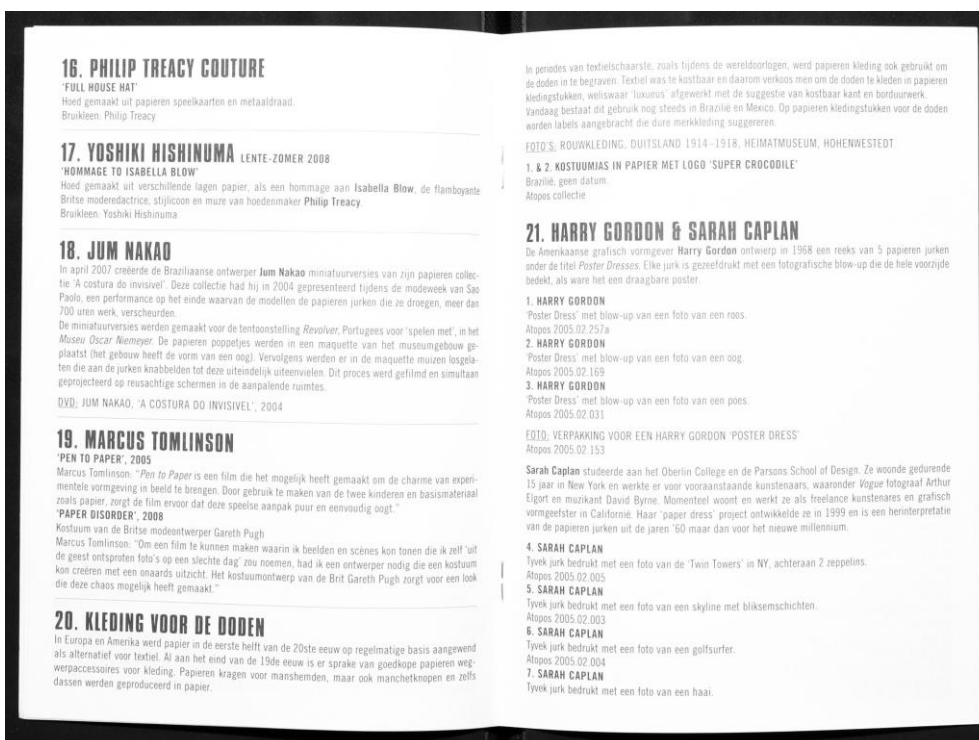 16. PHILIP TREACY COUTURE
'FULL HOUSE HAT'
Hoed gemaakt uit papieren speelkaarten en metaaldraad.
Bruikleen: Philip Treacy
17. YOSHIKI HISHINUMA LENTE-ZOMER 2008
'HOMMAGE TO ISABELLA BLOW'
Hoed gemaakt uit verschillende lagen papier, als een hommage aan Isabella Blow, de flamboyante
Britse moderedactrice, stijlicoon en muze van hoedenmaker Philip Treacy.
Bruikleen: Yoshiki Hishinuma
18. JUM NAKAO
In april 2007 creëerde de Braziliaanse ontwerper Jum Nakao miniatuurversies van zijn papieren collec-
tie 'A costura do invisivel'. Deze collectie had hij in 2004 gepresenteerd tijdens de modeweek van Sao
Paolo, een performance op het einde waarvan de modellen de papieren jurken die ze droegen, meer dan
700 uren werk, verscheurden.
De miniatuurversies werden gemaakt voor de tentoonstelling Revolver, Portugees voor 'spelen met', in het
Museu Oscar Niemeyer. De papieren poppetjes werden in een maquette van het museumgebouw ge-
plaatst (het gebouw heeft de vorm van een oog). Vervolgens werden er in de maquette muizen losgela-
ten die aan de jurken knabbelden tot deze uiteindelijk uiteenvielen. Dit proces werd gefilmd en simultaan
geprojecteerd op reusachtige schermen in de aanpalende ruimtes.
DVD: JUM NAKAO, 'A COSTURA DO INVISIVEL', 2004
19. MARCUS TOMLINSON
'PEN TO PAPER', 2005
Marcus Tomlinson: "Pen to Paper is een film die het mogelijk heeft gemaakt om de charme van experi-
mentele vormgeving in beeld te brengen. Door gebruik te maken van de twee kinderen en basismateriaal
zoals papier, zorgt de film ervoor dat deze speelse aanpak puur en eenvoudig oogt."
'PAPER DISORDER', 2008
Kostuum van de Britse modeontwerper Gareth Pugh
Marcus Tomlinson: "Om een film te kunnen maken waarin ik beelden en scènes kon tonen die ik zelf 'uit
de geest ontsproten foto's op een slechte dag' zou noemen, had ik een ontwerper nodig die een kostuum
kon creëren met een onaards uitzicht. Het kostuumontwerp van de Brit Gareth Pugh zorgt voor een look
die deze chaos mogelijk heeft gemaakt."
20. KLEDING VOOR DE DODEN
In Europa en Amerika werd papier in de eerste helft van de 20ste eeuw op regelmatige basis aangewend
als alternatief voor textiel. Al aan het eind van de 19de eeuw is er sprake van goedkope papieren weg-
werpaccessoires voor kleding. Papieren kragen voor manshemden, maar ook manchetknopen en zelfs
dassen werden geproduceerd in papier.
In periodes van textielschaarste, zoals tijdens de wereldoorlogen, werd papieren kleding ook gebruikt om
de doden in te begraven. Textiel was te kostbaar en daarom verkoos men om de doden te kleden in papieren
kledingstukken, weliswaar 'luxueus' afgewerkt met de suggestie van kostbaar kant en borduurwerk.
Vandaag bestaat dit gebruik nog steeds in Brazilië en Mexico. Op papieren kledingstukken voor de doden
worden labels aangebracht die dure merkkleding suggereren.
FOTO'S: ROUWKLEDING, DUITSLAND 1914-1918, HEIMATMUSEUM, HOHENWESTEDT
1. & 2. KOSTUUMJAS IN PAPIER MET LOGO 'SUPER CROCODILE'
Brazilië, geen datum.
Atopos collectie
21. HARRY GORDON & SARAH CAPLAN
De Amerikaanse grafisch vormgever Harry Gordon ontwierp in 1968 een reeks van 5 papieren jurken
onder de titel Poster Dresses. Elke jurk is gezeefdrukt met een fotografische blow-up die de hele voorzijde
bedekt, als ware het een draagbare poster.
1. HARRY GORDON
'Poster Dress' met blow-up van een foto van een roos.
Atopos 2005.02.257a
2. HARRY GORDON
'Poster Dress' met blow-up van een foto van een oog.
Atopos 2005.02.169
3. HARRY GORDON
'Poster Dress' met blow-up van een foto van een poes.
Atopos 2005.02.031
FOTO: VERPAKKING VOOR EEN HARRY GORDON 'POSTER DRESS'
Atopos 2005.02.153
Sarah Caplan studeerde aan het Oberlin College en de Parsons School of Design. Ze woonde gedurende
15 jaar in New York en werkte er voor vooraanstaande kunstenaars, waaronder Vogue fotograaf Arthur
Elgort en muzikant David Byrne. Momenteel woont en werkt ze als freelance kunstenares en grafisch
vormgeefster in Californië. Haar 'paper dress' project ontwikkelde ze in 1999 en is een herinterpretatie
van de papieren jurken uit de jaren '60 maar dan voor het nieuwe millennium.
4. SARAH CAPLAN
Tyvek jurk bedrukt met een foto van de 'Twin Towers' in NY, achteraan 2 zeppelins.
Atopos 2005.02.005
5. SARAH CAPLAN
Tyvek jurk bedrukt met een foto van een skyline met bliksemschichten.
Atopos 2005.02.003
6. SARAH CAPLAN
Tyvek jurk bedrukt met een foto van een golfsurfer.
Atopos 2005.02.004
7. SARAH CAPLAN
Tyvek jurk bedrukt met een foto van een haai.